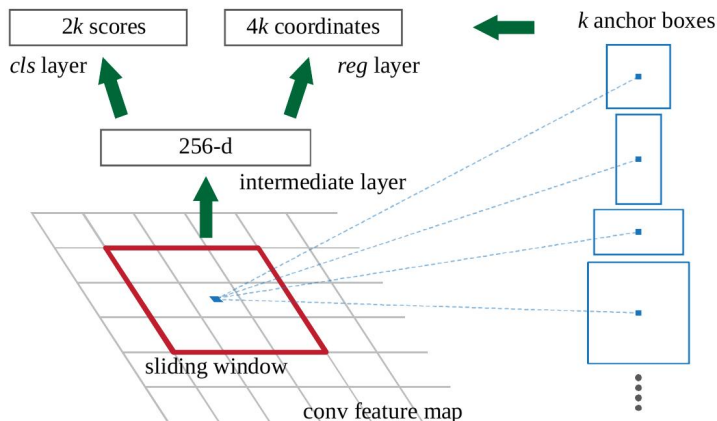 2k scores
4k coordinates
k anchor boxes
cls layer
reg layer
256-d
intermediate layer
sliding window
conv feature map